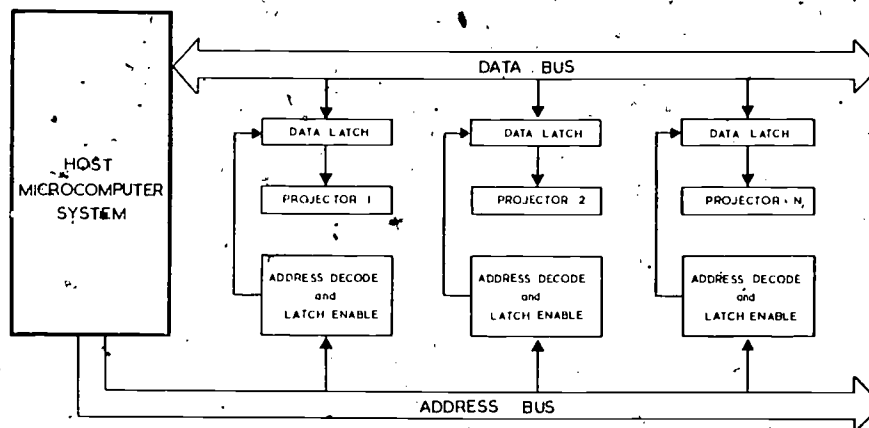 DATA BUS
DATA LATCH
DATA LATCH
DATA LATCH
HOST
MICROCOMPUTER
SYSTEM
PROJECTOR 1
PROJECTOR 2
PROJECTOR N
ADDRESS DECODE
and
LATCH ENABLE
ADDRESS DECODE
and
LATCH ENABLE
ADDRESS DECODE
and
LATCH ENABLE
ADDRESS BUS